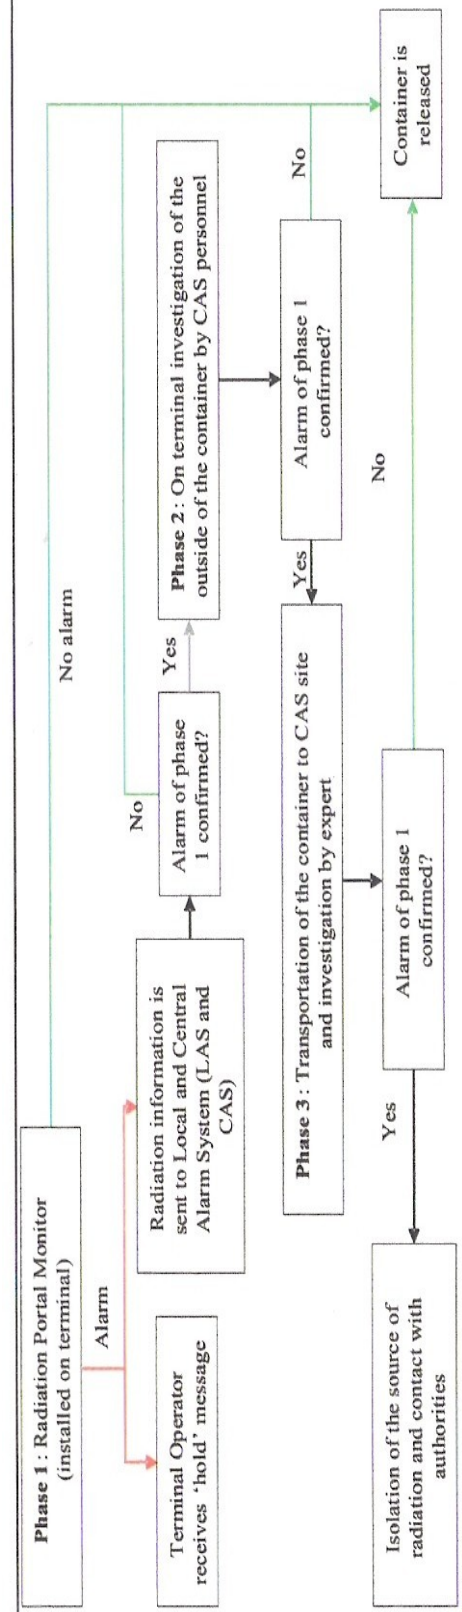 Phase 1: Radiation Portal Monitor
(installed on terminal)
No alarm
Alarm
Terminal Operator
receives ‘hold’ message
Radiation information is
sent to Local and Central
Alarm System (LAS and
CAS)
Alarm of phase
1 confirmed?
No
Yes
Phase 2: On terminal investigation of the
outside of the container by CAS personnel
Alarm of phase 1
confirmed?
No
Yes
Phase 3: Transportation of the container to CAS site
and investigation by expert
Alarm of phase 1
confirmed?
Yes
No
Isolation of the source of
radiation and contact with
authorities
Container is
released